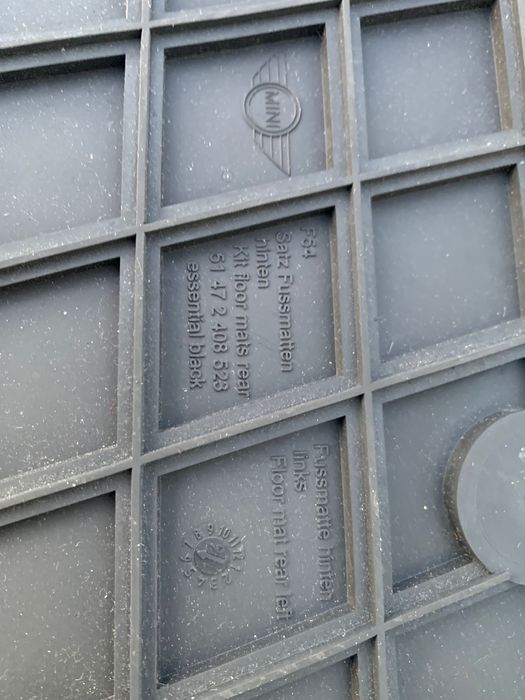 MINI
F54
Satz Fussmatten
hinten
Kit floor mats rear
51 47 2 408 523
essential black
Fussmatte hinten
links
Floor mat rear left
21